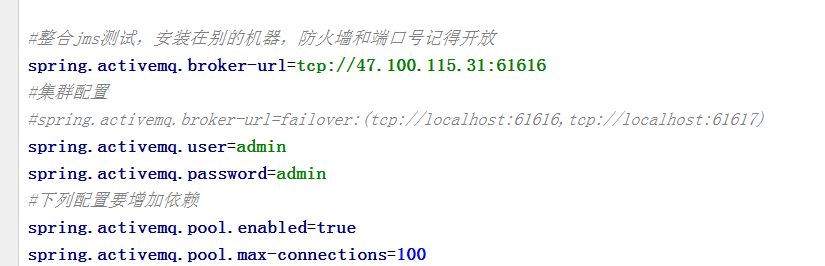 #整合jms测试，安装在别的机器，防火墙和端口号记得开放
spring.activemq.broker-url=tcp://47.100.115.31:61616
#集群配置
#spring.activemq.broker-url=failover:(tcp://localhost:61616,tcp://localhost:61617)
spring.activemq.user=admin
spring.activemq.password=admin
#下列配置要增加依赖
spring.activemq.pool.enabled=true
spring.activemq.pool.max-connections=100